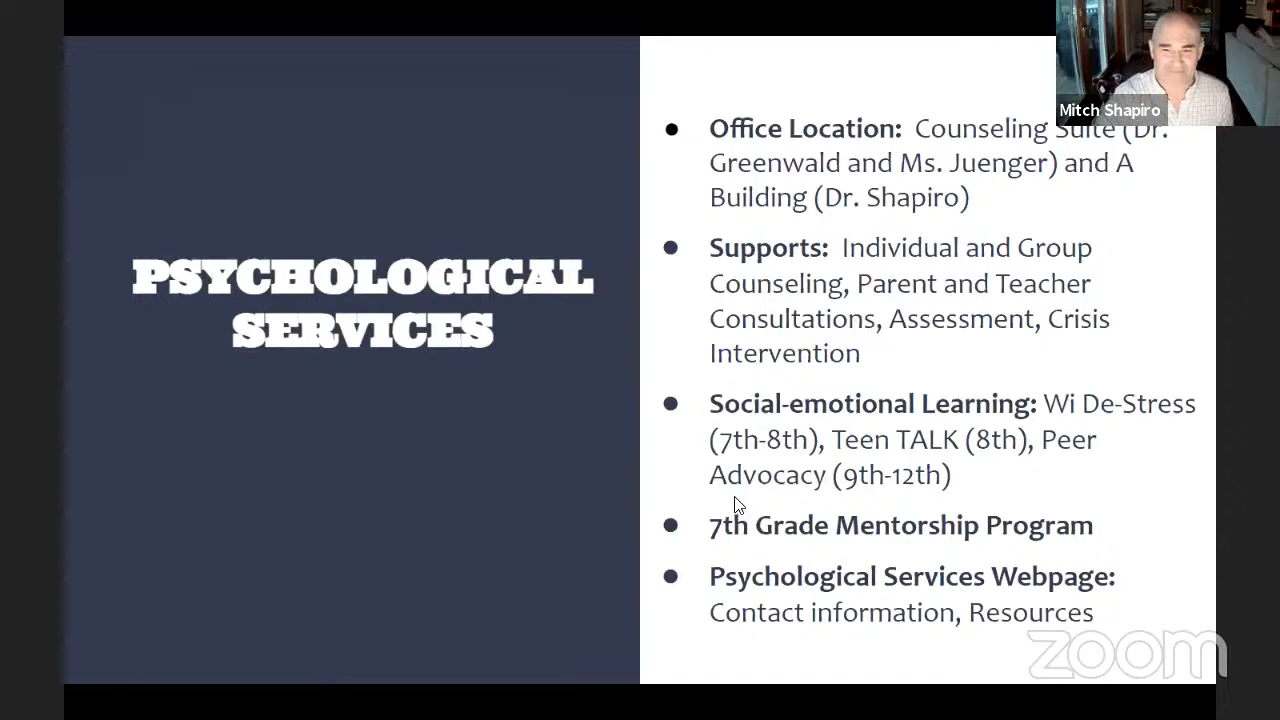 Mitch Shapiro
PSYCHOLOGICAL
SERVICES
Office Location: Counseling Suite (Dr.
Greenwald and Ms. Juenger) and A
Building (Dr. Shapiro)
Supports: Individual and Group
Counseling, Parent and Teacher
Consultations, Assessment, Crisis
Intervention
Social-emotional Learning: Wi De-Stress
(7th-8th), Teen TALK (8th), Peer
Advocacy (9th-12th)
7th Grade Mentorship Program
Psychological Services Webpage:
Contact information, Resources
zoom